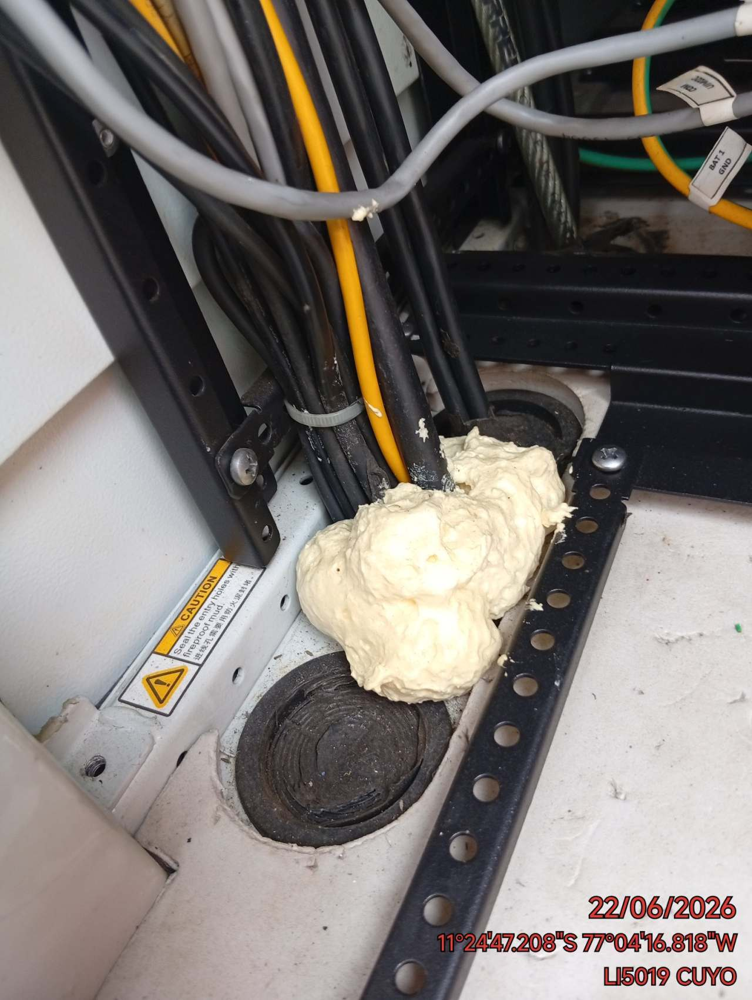 COM
BAT 1
GND
CAUTION
Seal the entry holes with
fireproof mud.
进线孔需要用防火泥封堵。
22/06/2026
11°24'47.208"S 77°04'16.818"W
LI5019 CUYO